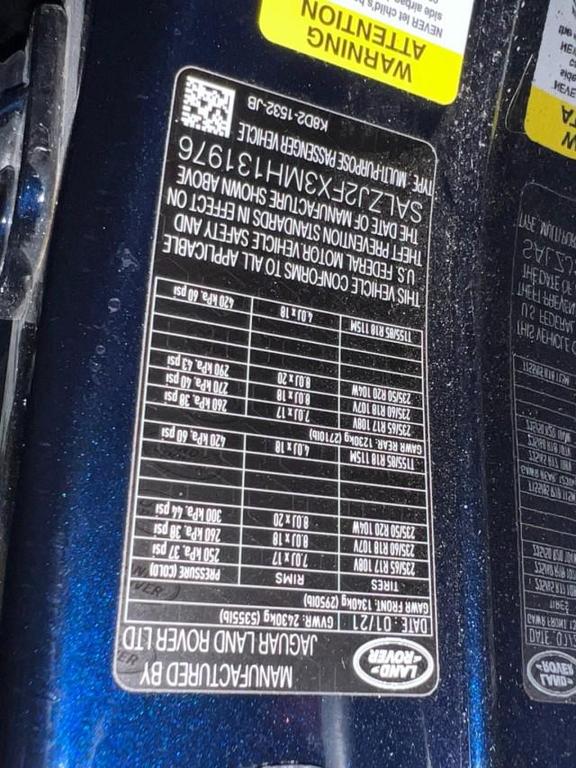 LAND
ROVER
MANUFACTURED BY
JAGUAR LAND ROVER LTD
DATE: 01/21 GVWR: 2430kg (5355lb)
GAWR FRONT: 1340kg (2950lb)
TIRES RIMS PRESSURE (COLD)
235/65 R17 108V 7.0J x 17 250 kPa, 37 psi
235/60 R18 107V 8.0J x 18 260 kPa, 38 psi
235/50 R20 104W 8.0J x 20 300 kPa, 44 psi
T155/85 R18 115M 4.0J x 18 420 kPa, 60 psi
GAWR REAR: 1230kg (2710lb)
235/65 R17 108V 7.0J x 17 260 kPa, 38 psi
235/60 R18 107V 8.0J x 18 270 kPa, 40 psi
235/50 R20 104W 8.0J x 20 290 kPa, 43 psi
T155/85 R18 115M 4.0J x 18 420 kPa, 60 psi
THIS VEHICLE CONFORMS TO ALL APPLICABLE
U.S. FEDERAL MOTOR VEHICLE SAFETY AND
THEFT PREVENTION STANDARDS IN EFFECT ON
THE DATE OF MANUFACTURE SHOWN ABOVE
SALZJ2FX3MH131976
TYPE: MULTI-PURPOSE PASSENGER VEHICLE
K8D2-1532-JB
WARNING
ATTENTION
NEVER let child's
side airbag